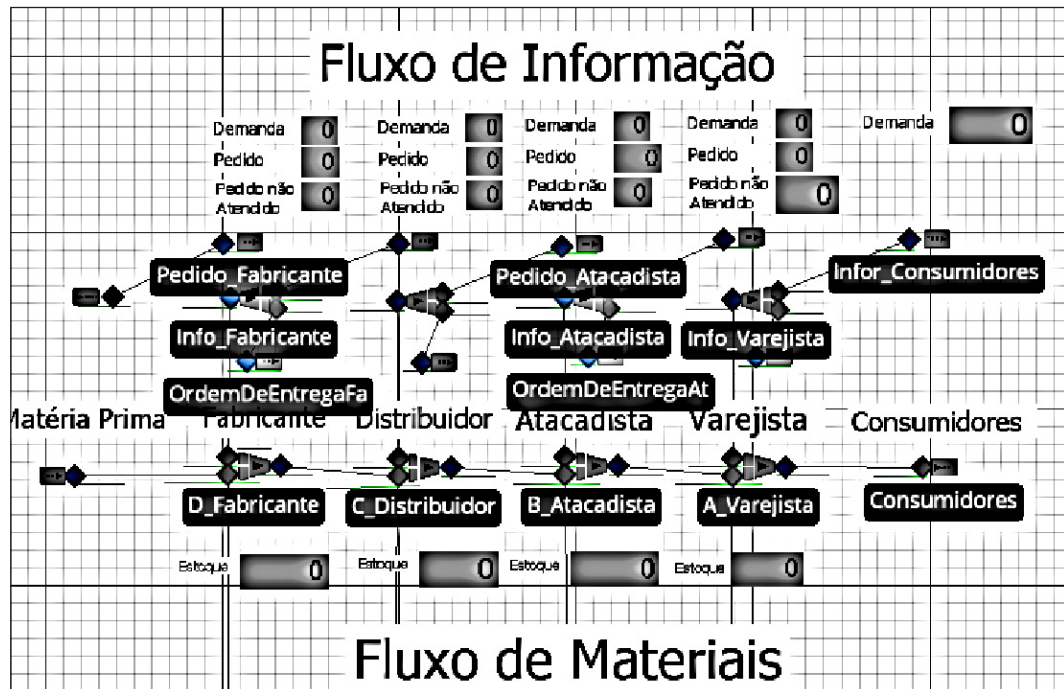 Fluxo de Informação
Demanda 0 Demanda 0 Demanda 0 Demanda 0 Demanda 0
Pedido 0 Pedido 0 Pedido 0 Pedido 0
Pedido não Atendido 0 Pedido não Atendido 0 Pedido não Atendido 0 Pedido não Atendido 0
Pedido_Fabricante Pedido_Atacadista Infor_Consumidores
Info_Fabricante Info_Atacadista Info_Varejista
OrdemDeEntregaFa OrdemDeEntregaAt
Matéria Prima Fabricante Distribuidor Atacadista Varejista Consumidores
D_Fabricante C_Distribuidor B_Atacadista A_Varejista Consumidores
Estoque 0 Estoque 0 Estoque 0 Estoque 0
Fluxo de Materiais